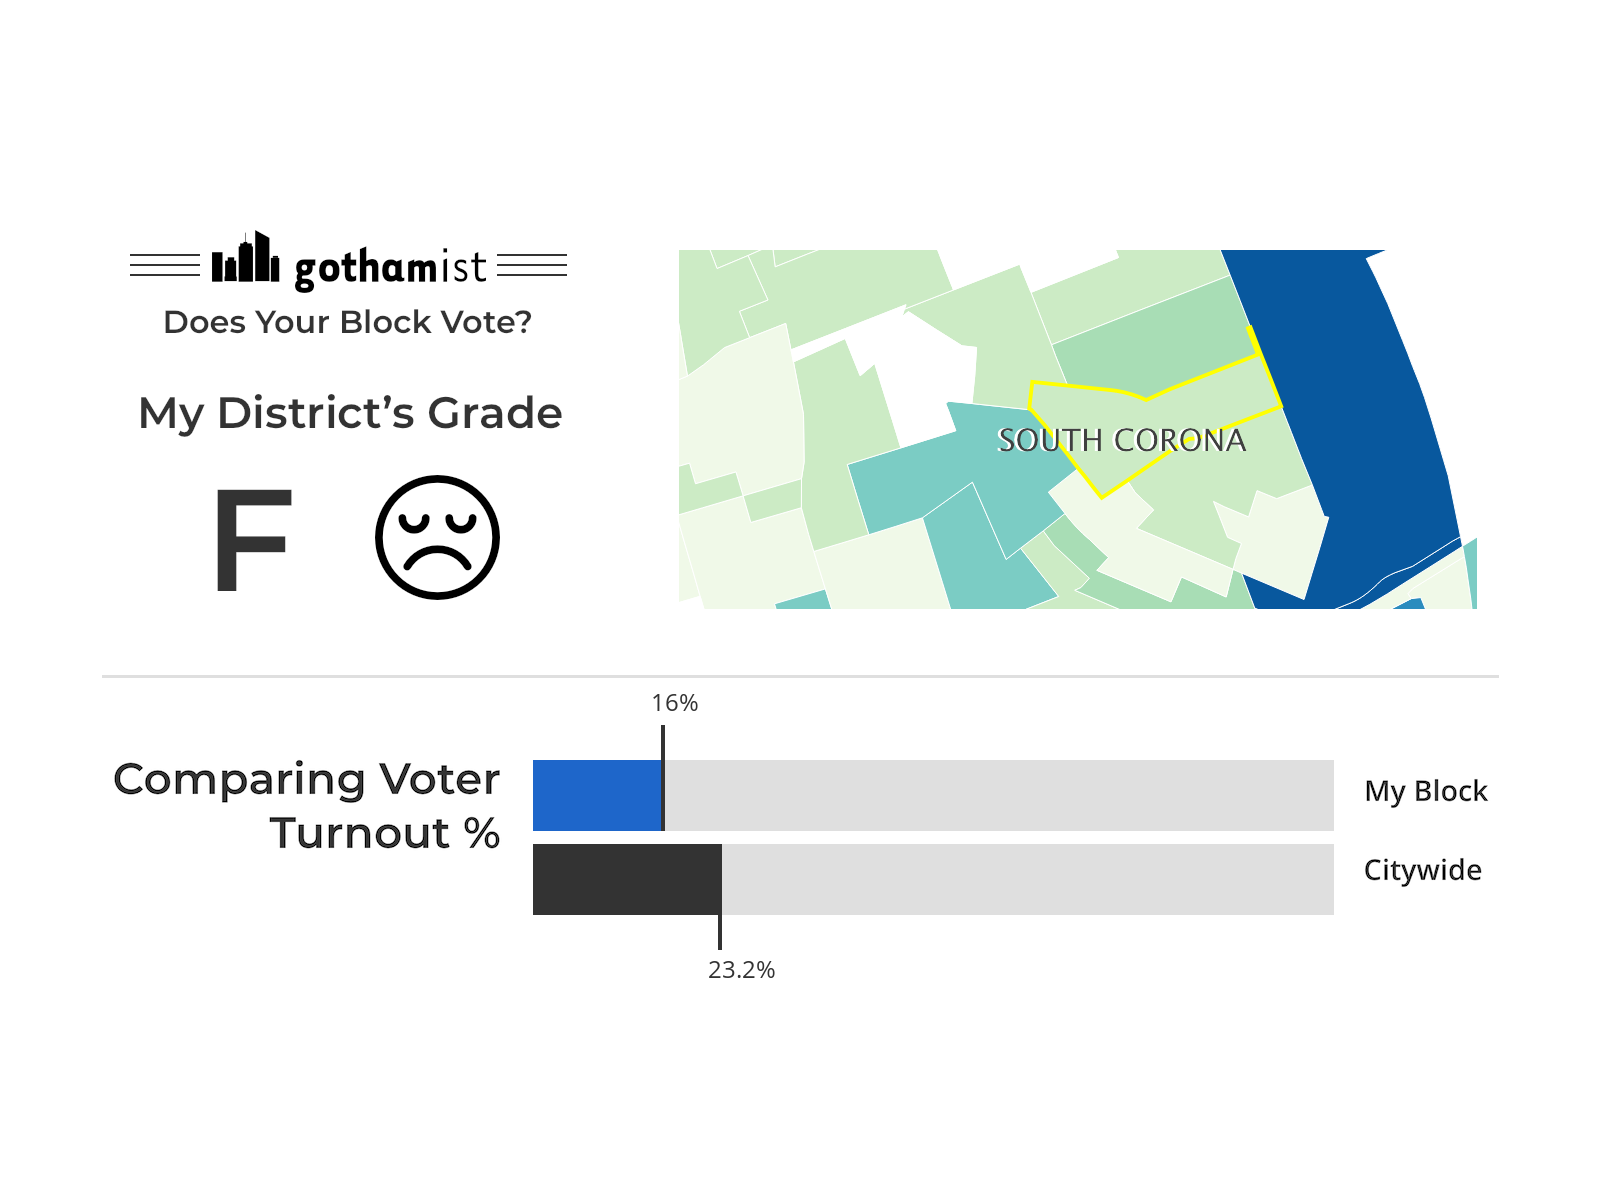 gothamist
Does Your Block Vote?
My District's Grade
F
SOUTH CORONA
16%
Comparing Voter
Turnout %
My Block
Citywide
23.2%